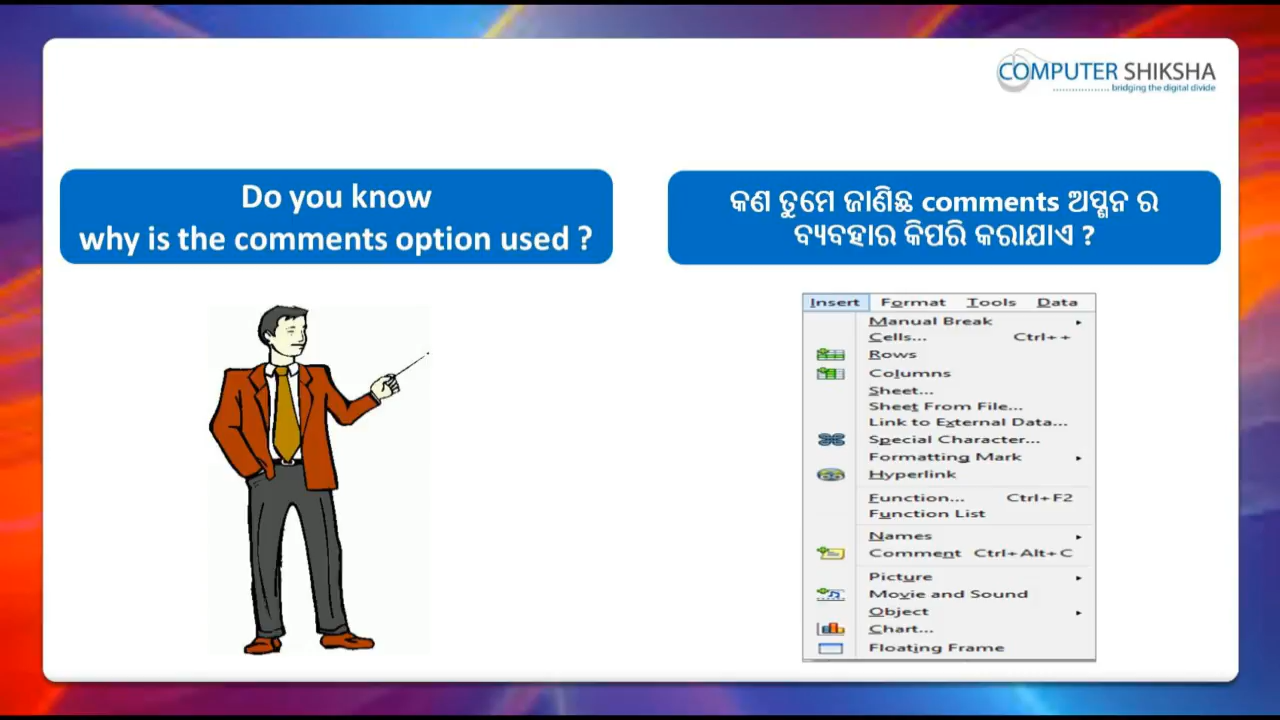 COMPUTER SHIKSHA
bridging the digital divide
Do you know
why is the comments option used ?
କଣ ତୁମେ ଜାଣିଛ comments ଅପ୍ଶନ ର
ବ୍ୟବହାର କିପରି କରାଯାଏ ?
Insert Format Tools Data
Manual Break
Cells... Ctrl++
Rows
Columns
Sheet...
Sheet From File...
Link to External Data...
Special Character...
Formatting Mark
Hyperlink
Function... Ctrl+F2
Function List
Names
Comment Ctrl+Alt+C
Picture
Movie and Sound
Object
Chart...
Floating Frame